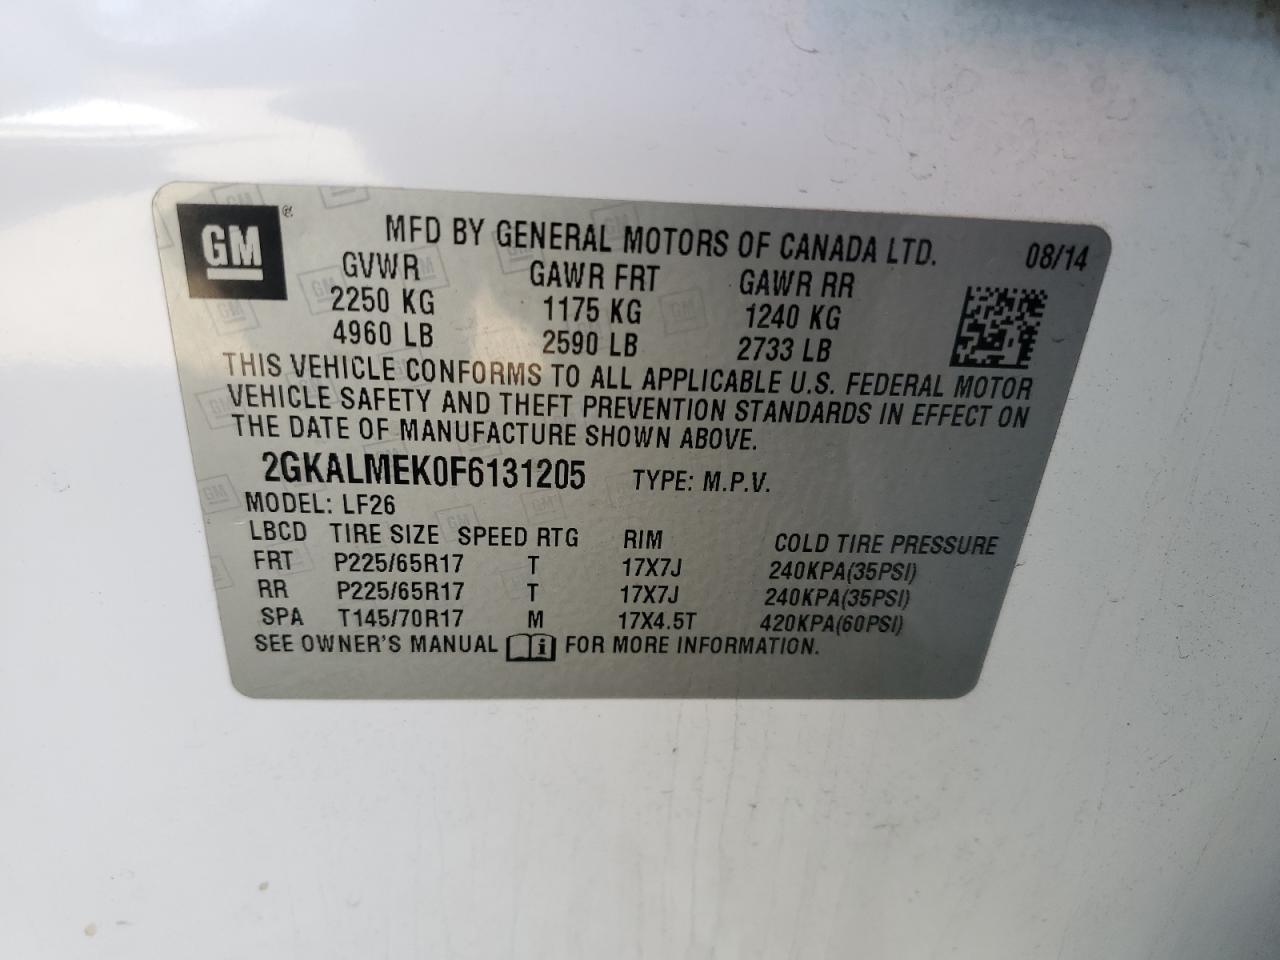 GM ® MFD BY GENERAL MOTORS OF CANADA LTD. 08/14
GVWR GAWR FRT GAWR RR
2250 KG 1175 KG 1240 KG
4960 LB 2590 LB 2733 LB
THIS VEHICLE CONFORMS TO ALL APPLICABLE U.S. FEDERAL MOTOR
VEHICLE SAFETY AND THEFT PREVENTION STANDARDS IN EFFECT ON
THE DATE OF MANUFACTURE SHOWN ABOVE.
2GKALMEK0F6131205 TYPE: M.P.V.
MODEL: LF26
LBCD TIRE SIZE SPEED RTG RIM COLD TIRE PRESSURE
FRT P225/65R17 T 17X7J 240KPA(35PSI)
RR P225/65R17 T 17X7J 240KPA(35PSI)
SPA T145/70R17 M 17X4.5T 420KPA(60PSI)
SEE OWNER'S MANUAL i FOR MORE INFORMATION.